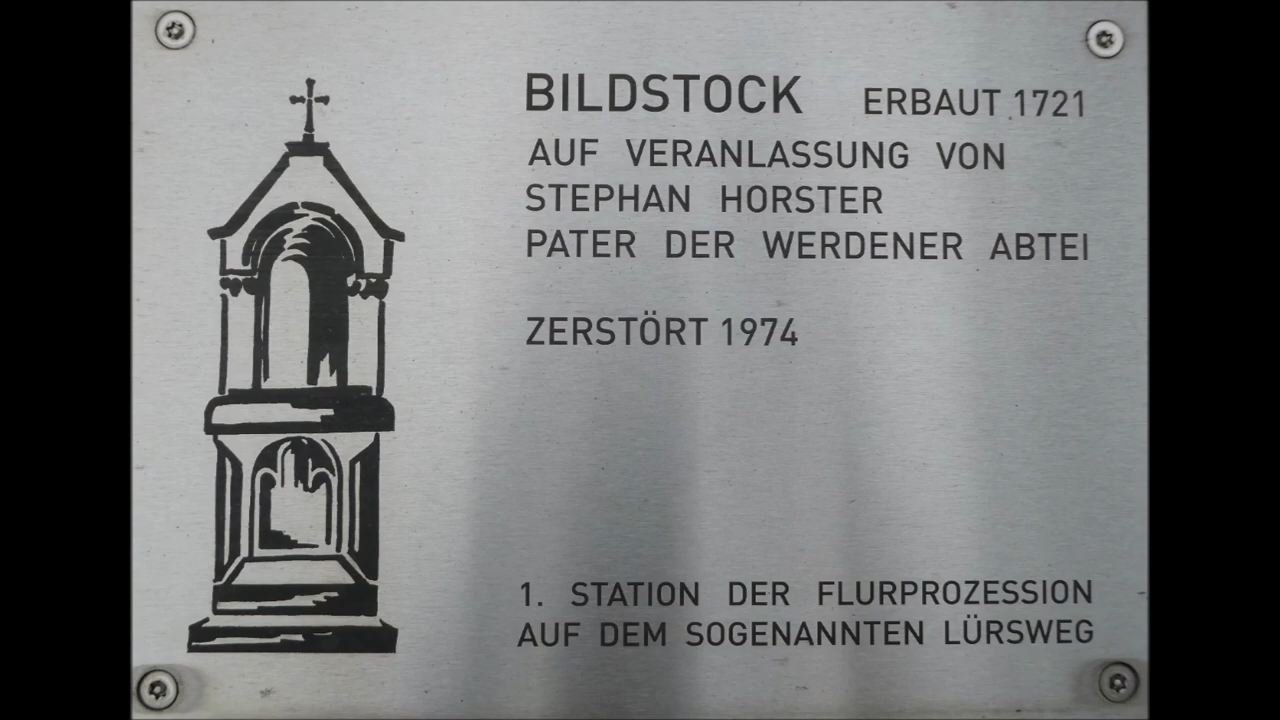 BILDSTOCK ERBAUT 1721
AUF VERANLASSUNG VON
STEPHAN HORSTER
PATER DER WERDENER ABTEI
ZERSTÖRT 1974
1. STATION DER FLURPROZESSION
AUF DEM SOGENANNTEN LÜRSWEG